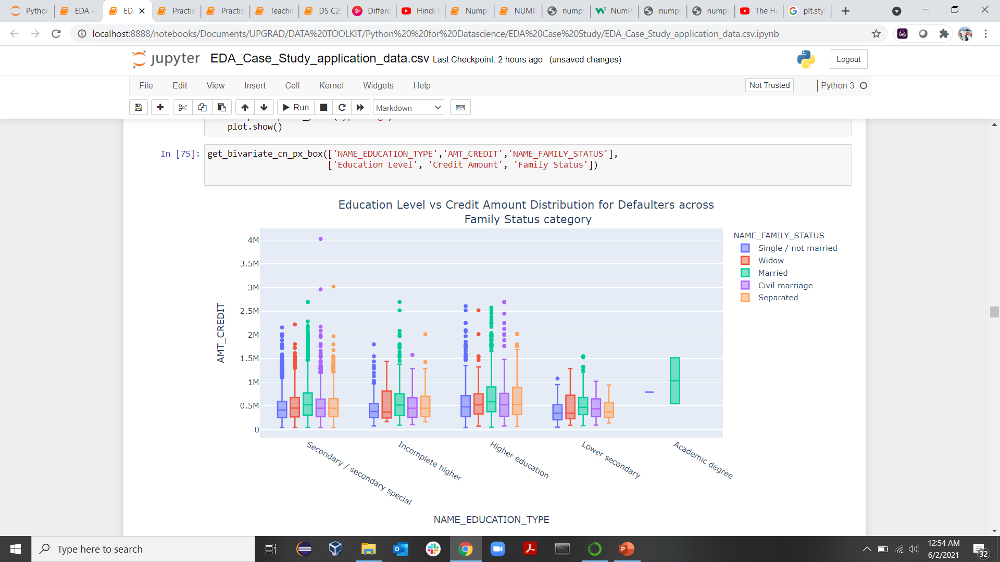 Python
EDA -
ED
Practis
Practis
Teachi
DS C29
Differe
Hindi S
Nump
NUMP
nump
NumP
nump
nump
The H
plt.sty
localhost:8888/notebooks/Documents/UPGRAD/DATA%20TOOLKIT/Python%20%20for%20Datascience/EDA%20Case%20Study/EDA_Case_Study_application_data.csv.ipynb
jupyter EDA_Case_Study_application_data.csv Last Checkpoint: 2 hours ago (unsaved changes)
Logout
File Edit View Insert Cell Kernel Widgets Help
Not Trusted
Python 3
Run
Markdown
plot.show()
In [75]: get_bivariate_cn_px_box(['NAME_EDUCATION_TYPE','AMT_CREDIT','NAME_FAMILY_STATUS'],
['Education Level', 'Credit Amount', 'Family Status'])
Education Level vs Credit Amount Distribution for Defaulters across
Family Status category
AMT_CREDIT
4M
3.5M
3M
2.5M
2M
1.5M
1M
0.5M
0
NAME_FAMILY_STATUS
Single / not married
Widow
Married
Civil marriage
Separated
Secondary / secondary special
Incomplete higher
Higher education
Lower secondary
Academic degree
NAME_EDUCATION_TYPE
Type here to search
12:54 AM
6/2/2021
32